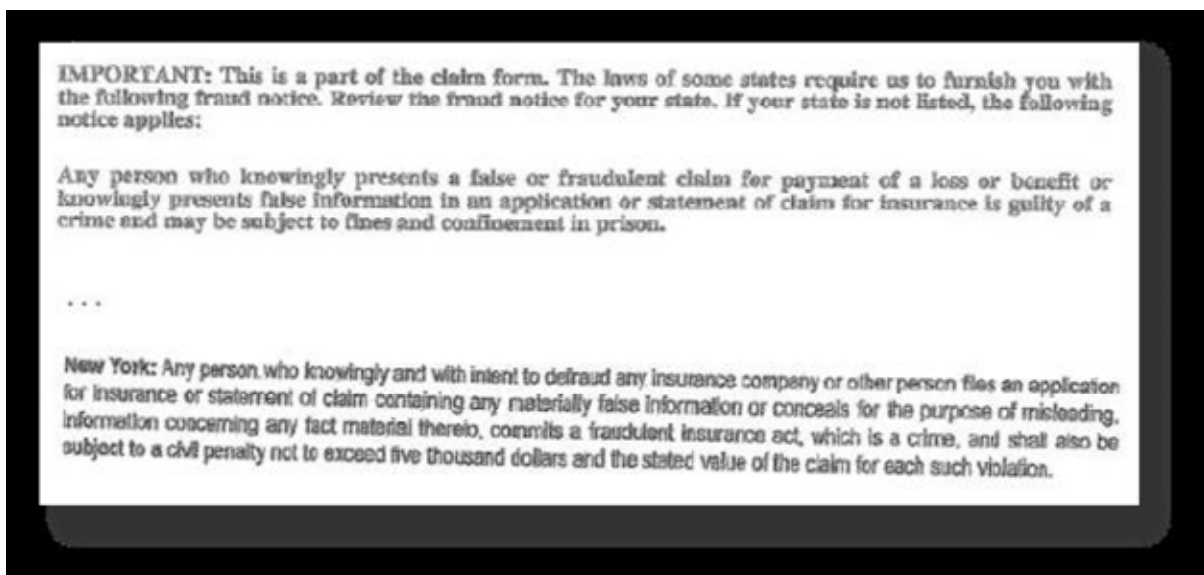 IMPORTANT: This is a part of the claim form. The laws of some states require us to furnish you with
the following fraud notice. Review the fraud notice for your state. If your state is not listed, the following
notice applies:
Any person who knowingly presents a false or fraudulent claim for payment of a loss or benefit or
knowingly presents false information in an application or statement of claim for insurance is guilty of a
crime and may be subject to fines and confinement in prison.
. . .
New York: Any person who knowingly and with intent to defraud any insurance company or other person files an application
for insurance or statement of claim containing any materially false information or conceals for the purpose of misleading,
information concerning any fact material thereto, commits a fraudulent insurance act, which is a crime, and shall also be
subject to a civil penalty not to exceed five thousand dollars and the stated value of the claim for each such violation.